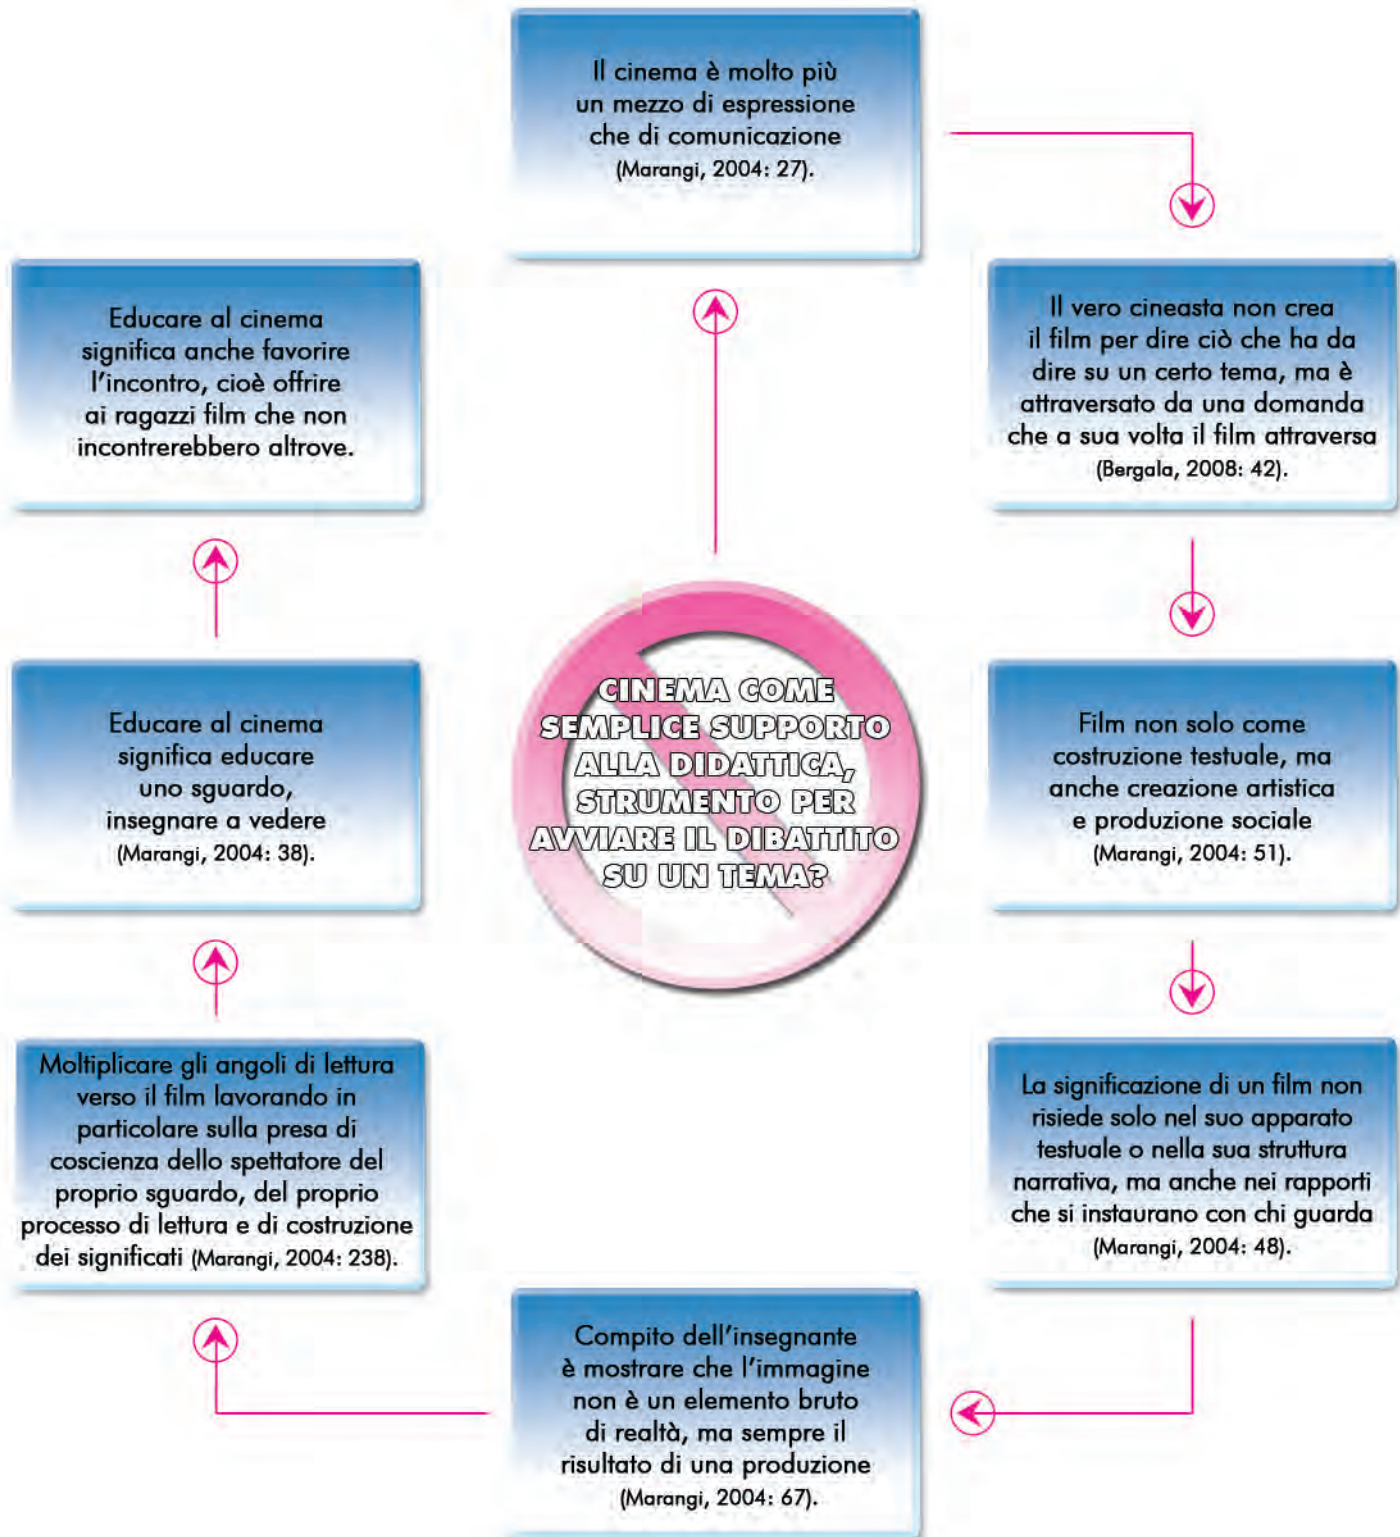 CINEMA COME
SEMPLICE SUPPORTO
ALLA DIDATTICA,
STRUMENTO PER
AVVIARE IL DIBATTITO
SU UN TEMA?
Il cinema è molto più
un mezzo di espressione
che di comunicazione
(Marangi, 2004: 27).
Il vero cineasta non crea
il film per dire ciò che ha da
dire su un certo tema, ma è
attraversato da una domanda
che a sua volta il film attraversa
(Bergala, 2008: 42).
Film non solo come
costruzione testuale, ma
anche creazione artistica
e produzione sociale
(Marangi, 2004: 51).
La significazione di un film non
risiede solo nel suo apparato
testuale o nella sua struttura
narrativa, ma anche nei rapporti
che si instaurano con chi guarda
(Marangi, 2004: 48).
Compito dell'insegnante
è mostrare che l'immagine
non è un elemento bruto
di realtà, ma sempre il
risultato di una produzione
(Marangi, 2004: 67).
Moltiplicare gli angoli di lettura
verso il film lavorando in
particolare sulla presa di
coscienza dello spettatore del
proprio sguardo, del proprio
processo di lettura e di costruzione
dei significati (Marangi, 2004: 238).
Educare al cinema
significa educare
uno sguardo,
insegnare a vedere
(Marangi, 2004: 38).
Educare al cinema
significa anche favorire
l'incontro, cioè offrire
ai ragazzi film che non
incontrerebbero altrove.